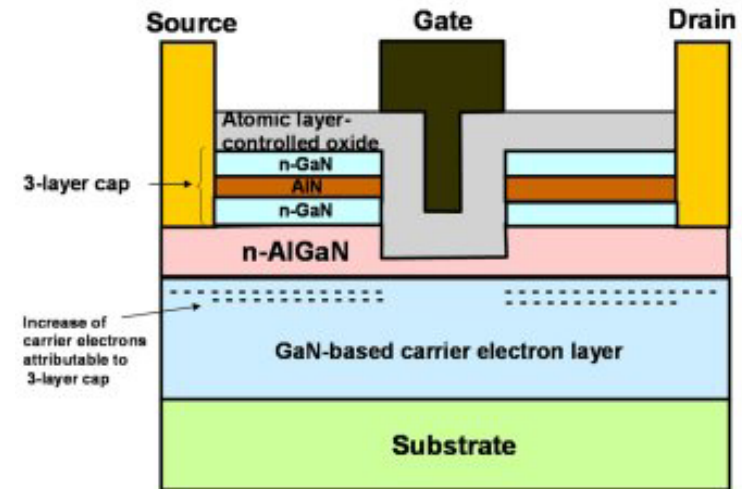 Source
Gate
Drain
Atomic layer-
controlled oxide
n-GaN
3-layer cap
AlN
n-GaN
n-AlGaN
Increase of
carrier electrons
attributable to
3-layer cap
GaN-based carrier electron layer
Substrate